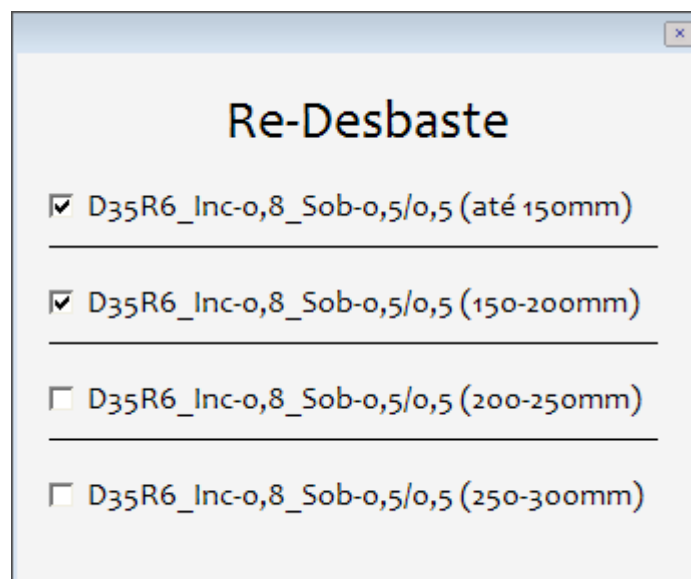 Re-Desbaste
D35R6_Inc-0,8_Sob-0,5/0,5 (até 150mm)
D35R6_Inc-0,8_Sob-0,5/0,5 (150-200mm)
D35R6_Inc-0,8_Sob-0,5/0,5 (200-250mm)
D35R6_Inc-0,8_Sob-0,5/0,5 (250-300mm)